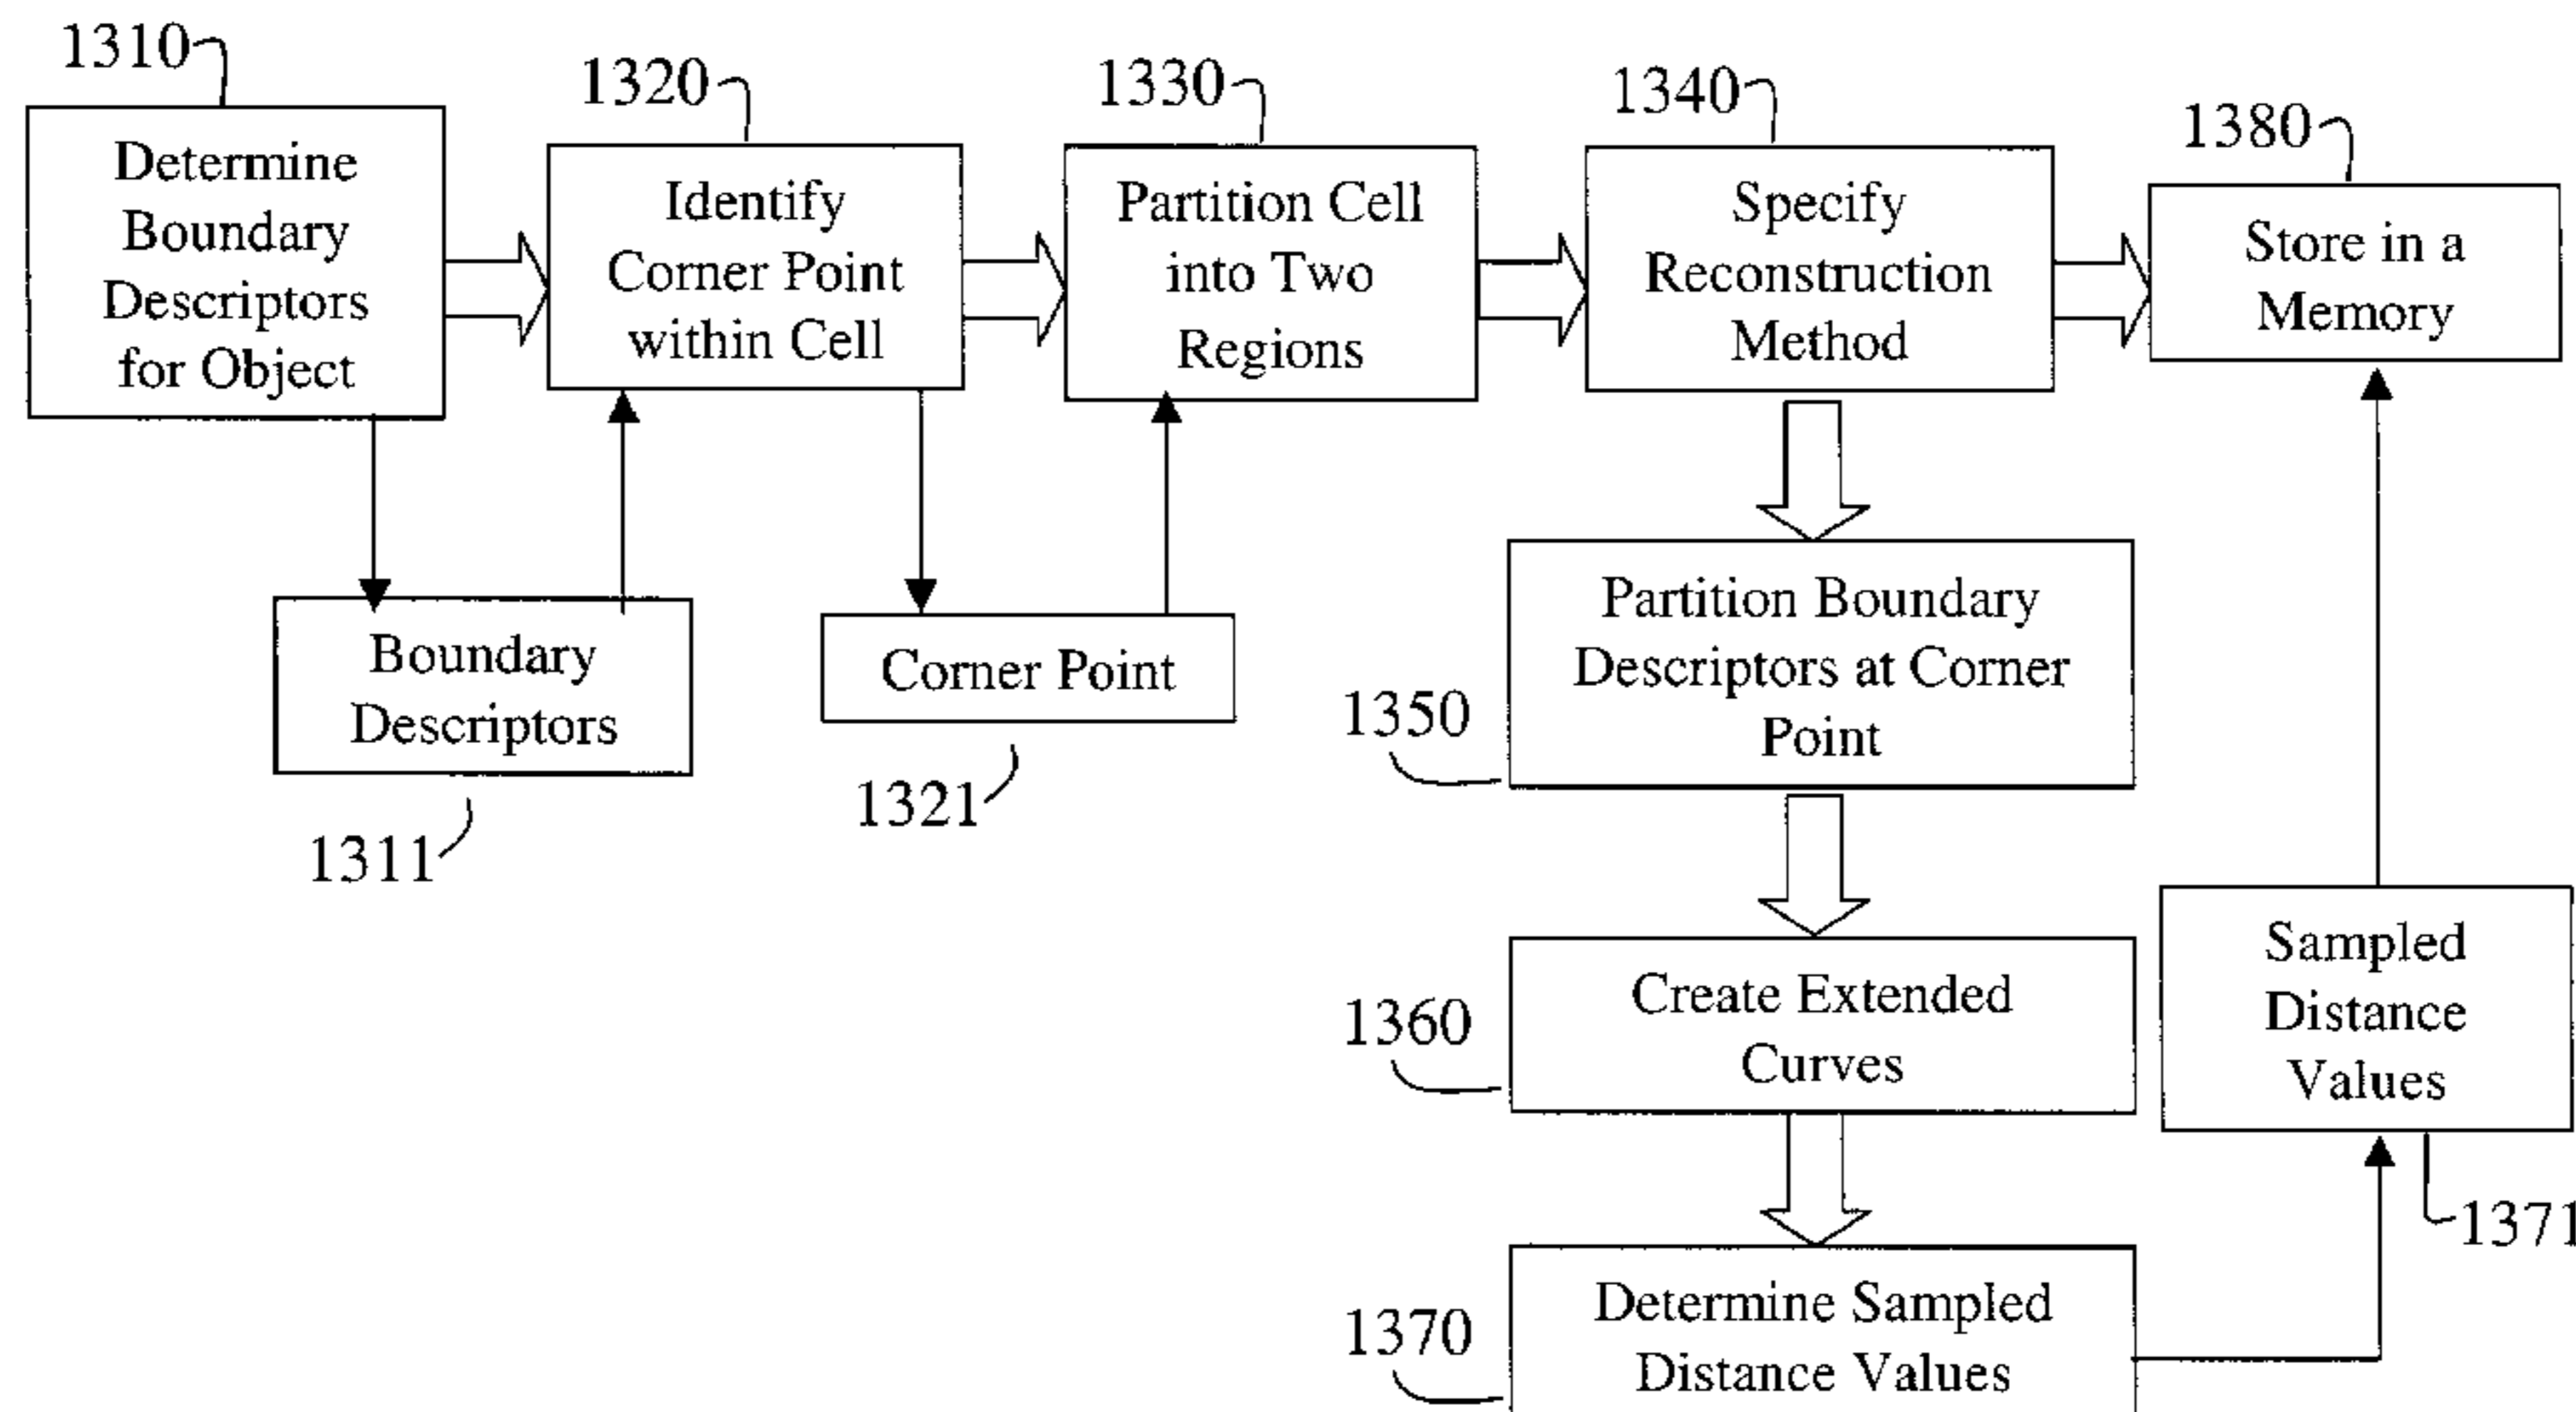 1310
Determine
Boundary
Descriptors
for Object
1320
Identify
Corner Point
within Cell
1330
Partition Cell
into Two
Regions
1340
Specify
Reconstruction
Method
1380
Store in a
Memory
Boundary
Descriptors
1311
Corner Point
1321
Partition Boundary
Descriptors at Corner
Point
1350
Create Extended
Curves
1360
Determine Sampled
Distance Values
1370
Sampled
Distance
Values
1371